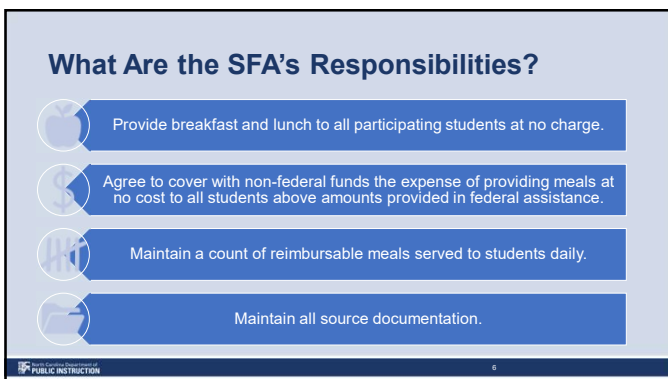 What Are the SFA's Responsibilities?
Provide breakfast and lunch to all participating students at no charge.
Agree to cover with non-federal funds the expense of providing meals at
no cost to all students above amounts provided in federal assistance.
Maintain a count of reimbursable meals served to students daily.
Maintain all source documentation.
North Carolina Department of
PUBLIC INSTRUCTION
6